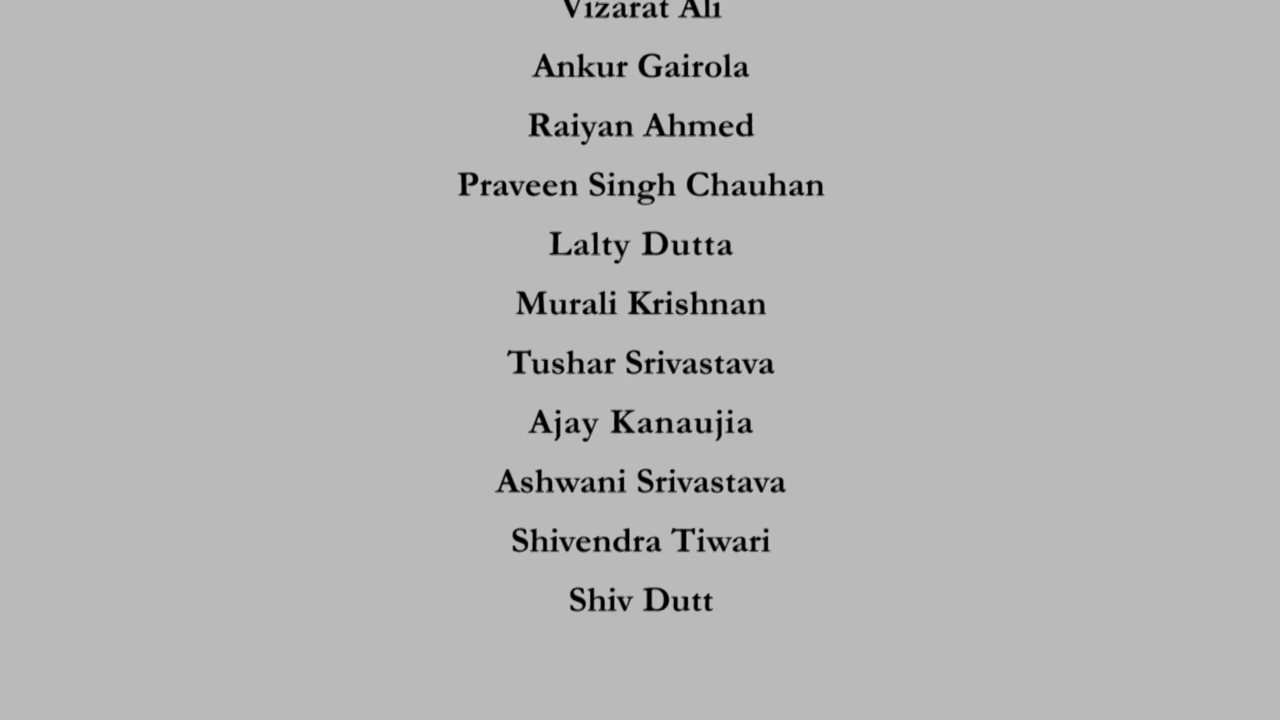 Vizarat Ali
Ankur Gairola
Raiyan Ahmed
Praveen Singh Chauhan
Lalty Dutta
Murali Krishnan
Tushar Srivastava
Ajay Kanaujia
Ashwani Srivastava
Shivendra Tiwari
Shiv Dutt